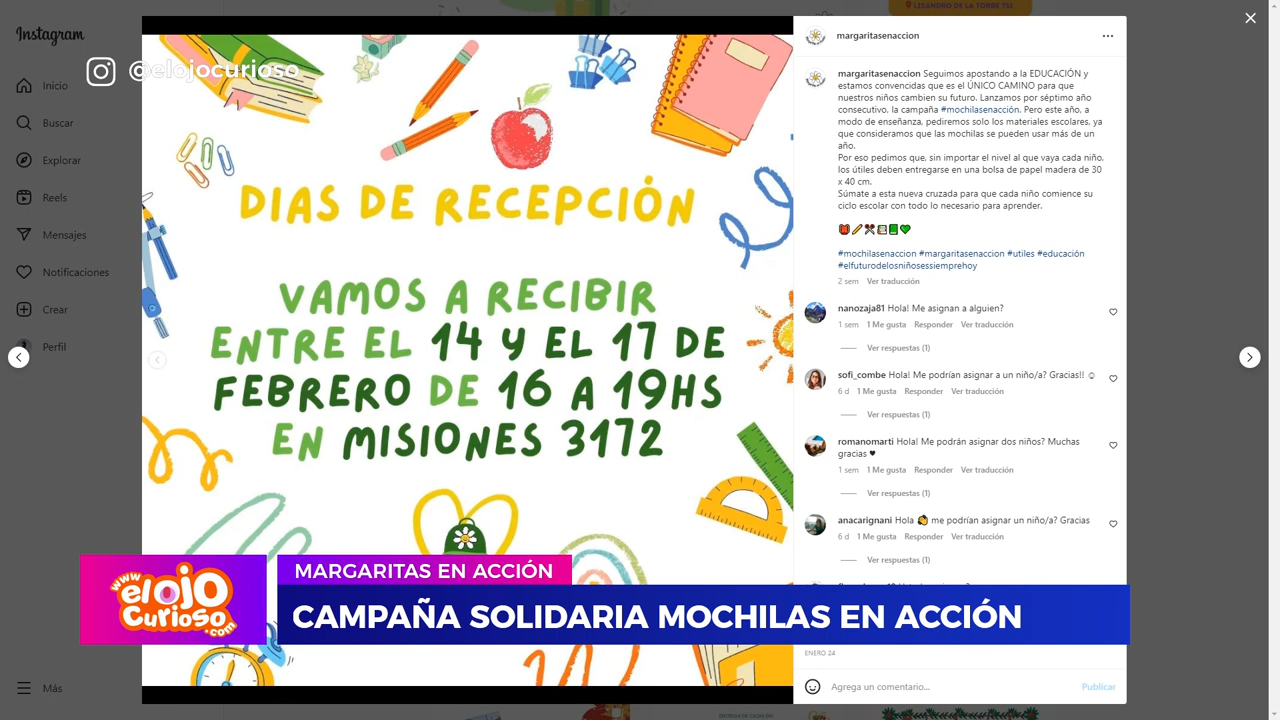 LISANDRO DE LA TORRE 751
Instagram
@elojocurioso
Inicio
Buscar
Explorar
Reels
Mensajes
Notificaciones
Crear
Perfil
Más
DIAS DE RECEPCIÓN
VAMOS A RECIBIR
ENTRE EL 14 Y EL 17 DE
FEBRERO DE 16 A 19HS
EN MISIONES 3172
margaritasenaccion
margaritasenaccion Seguimos apostando a la EDUCACIÓN y
estamos convencidas que es el ÚNICO CAMINO para que
nuestros niños cambien su futuro. Lanzamos por séptimo año
consecutivo, la campaña #mochilasenacción. Pero este año, a
modo de enseñanza, pediremos solo los materiales escolares, ya
que consideramos que las mochilas se pueden usar más de un
año.
Por eso pedimos que, sin importar el nivel al que vaya cada niño,
los útiles deben entregarse en una bolsa de papel madera de 30
x 40 cm.
Súmate a esta nueva cruzada para que cada niño comience su
ciclo escolar con todo lo necesario para aprender.
#mochilasenaccion #margaritasenaccion #utiles #educación
#elfuturodelosniñosessiemprehoy
2 sem Ver traducción
nanozaja81 Hola! Me asignan a alguien?
1 sem 1 Me gusta Responder Ver traducción
Ver respuestas (1)
sofi_combe Hola! Me podrían asignar a un niño/a? Gracias!! ☺
6 d 1 Me gusta Responder Ver traducción
Ver respuestas (1)
romanomarti Hola! Me podrán asignar dos niños? Muchas
gracias ♥
1 sem 1 Me gusta Responder Ver traducción
Ver respuestas (1)
anacarignani Hola 👏 me podrían asignar un niño/a? Gracias
6 d 1 Me gusta Responder Ver traducción
Ver respuestas (1)
MARGARITAS EN ACCIÓN
CAMPAÑA SOLIDARIA MOCHILAS EN ACCIÓN
www
el ojo
Curioso
.com
ENERO 24
Agrega un comentario...
Publicar